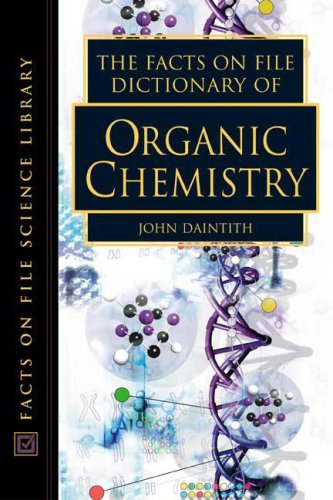 THE FACTS ON FILE
DICTIONARY OF
ORGANIC
CHEMISTRY
JOHN DAINTITH
FACTS ON FILE SCIENCE LIBRARY